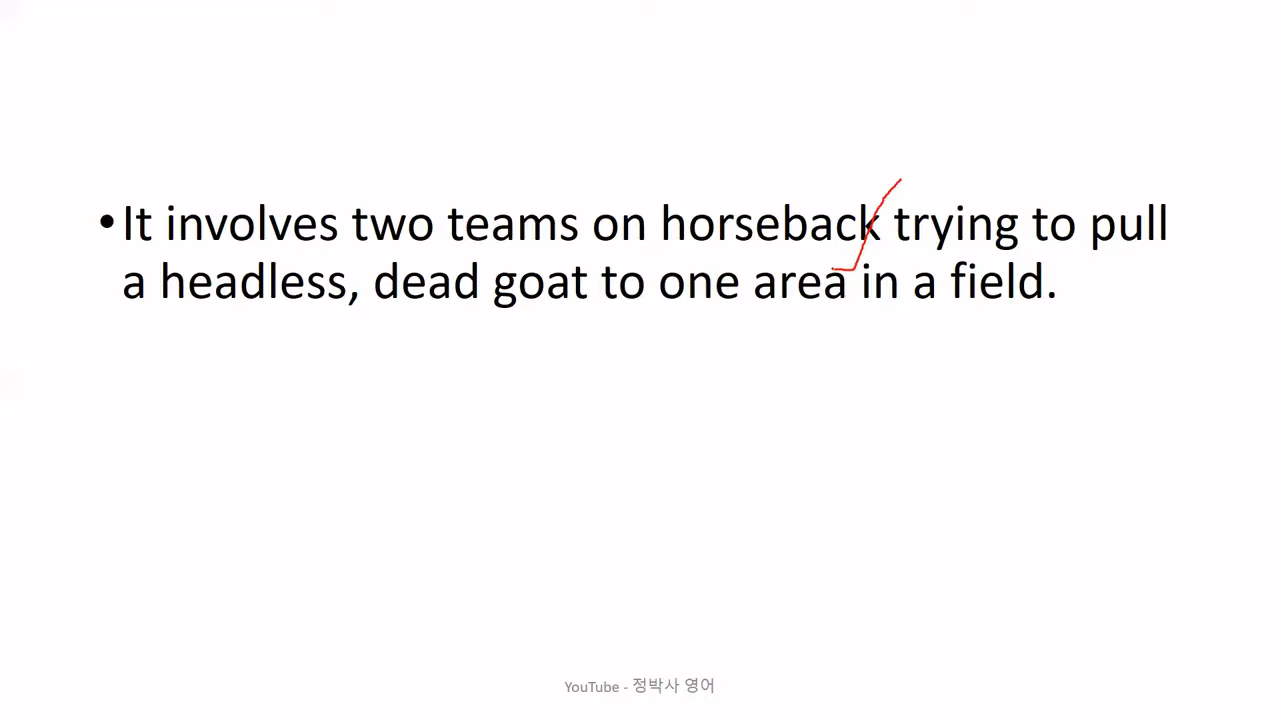 •It involves two teams on horseback trying to pull
a headless, dead goat to one area in a field.
YouTube - 정박사 영어